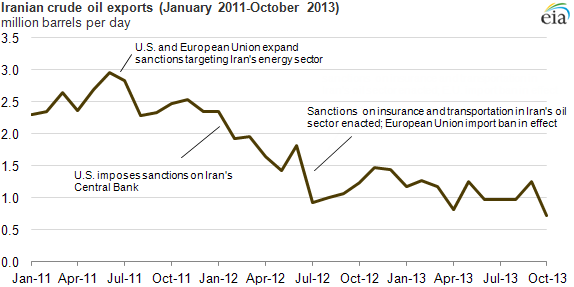 Iranian crude oil exports (January 2011-October 2013)
million barrels per day
eia
3.5
3.0
2.5
2.0
1.5
1.0
0.5
0.0
U.S. and European Union expand
sanctions targeting Iran's energy sector
Sanctions on insurance and transportation in Iran's oil
sector enacted; European Union import ban in effect
U.S. imposes sanctions on Iran's
Central Bank
Jan-11 Apr-11 Jul-11 Oct-11 Jan-12 Apr-12 Jul-12 Oct-12 Jan-13 Apr-13 Jul-13 Oct-13